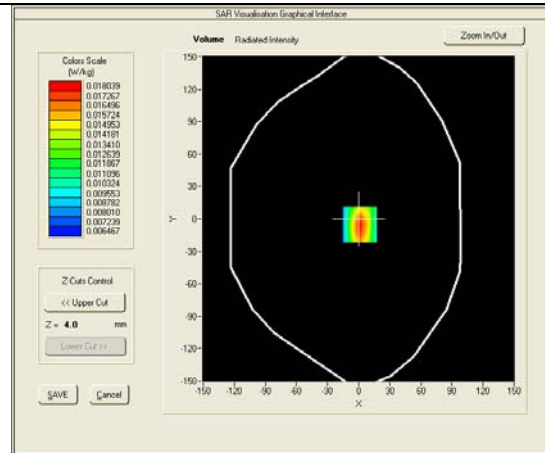 SAR Visualisation Graphical Interface
Volume Radiated Intensity
Zoom In/Out
Colors Scale
(W/kg)
0.018039
0.017267
0.016496
0.015724
0.014953
0.014181
0.013410
0.012639
0.011867
0.011096
0.010324
0.009553
0.008782
0.008010
0.007239
0.006467
Z Cuts Control
<< Upper Cut
Z = 4.0 mm
Lower Cut >>
SAVE Cancel
150-
120-
90-
60-
30-
Y 0-
-30-
-60-
-90-
-120-
-150-
-150 -120 -90 -60 -30 0 30 60 90 120 150
X